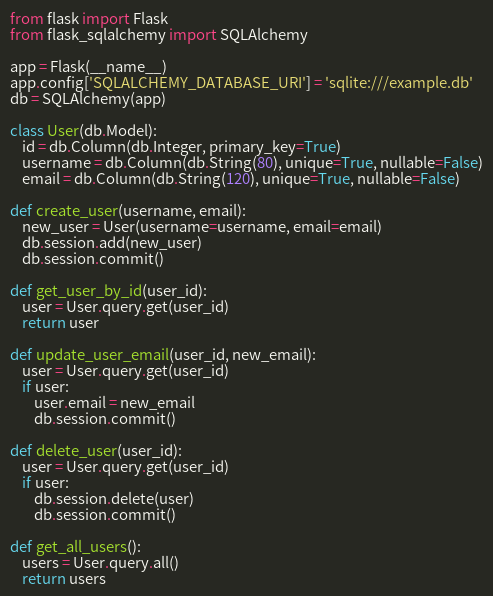 from flask import Flask
from flask_sqlalchemy import SQLAlchemy

app = Flask(__name__)
app.config['SQLALCHEMY_DATABASE_URI'] = 'sqlite:///example.db'
db = SQLAlchemy(app)

class User(db.Model):
    id = db.Column(db.Integer, primary_key=True)
    username = db.Column(db.String(80), unique=True, nullable=False)
    email = db.Column(db.String(120), unique=True, nullable=False)

def create_user(username, email):
    new_user = User(username=username, email=email)
    db.session.add(new_user)
    db.session.commit()

def get_user_by_id(user_id):
    user = User.query.get(user_id)
    return user

def update_user_email(user_id, new_email):
    user = User.query.get(user_id)
    if user:
        user.email = new_email
        db.session.commit()

def delete_user(user_id):
    user = User.query.get(user_id)
    if user:
        db.session.delete(user)
        db.session.commit()

def get_all_users():
    users = User.query.all()
    return users